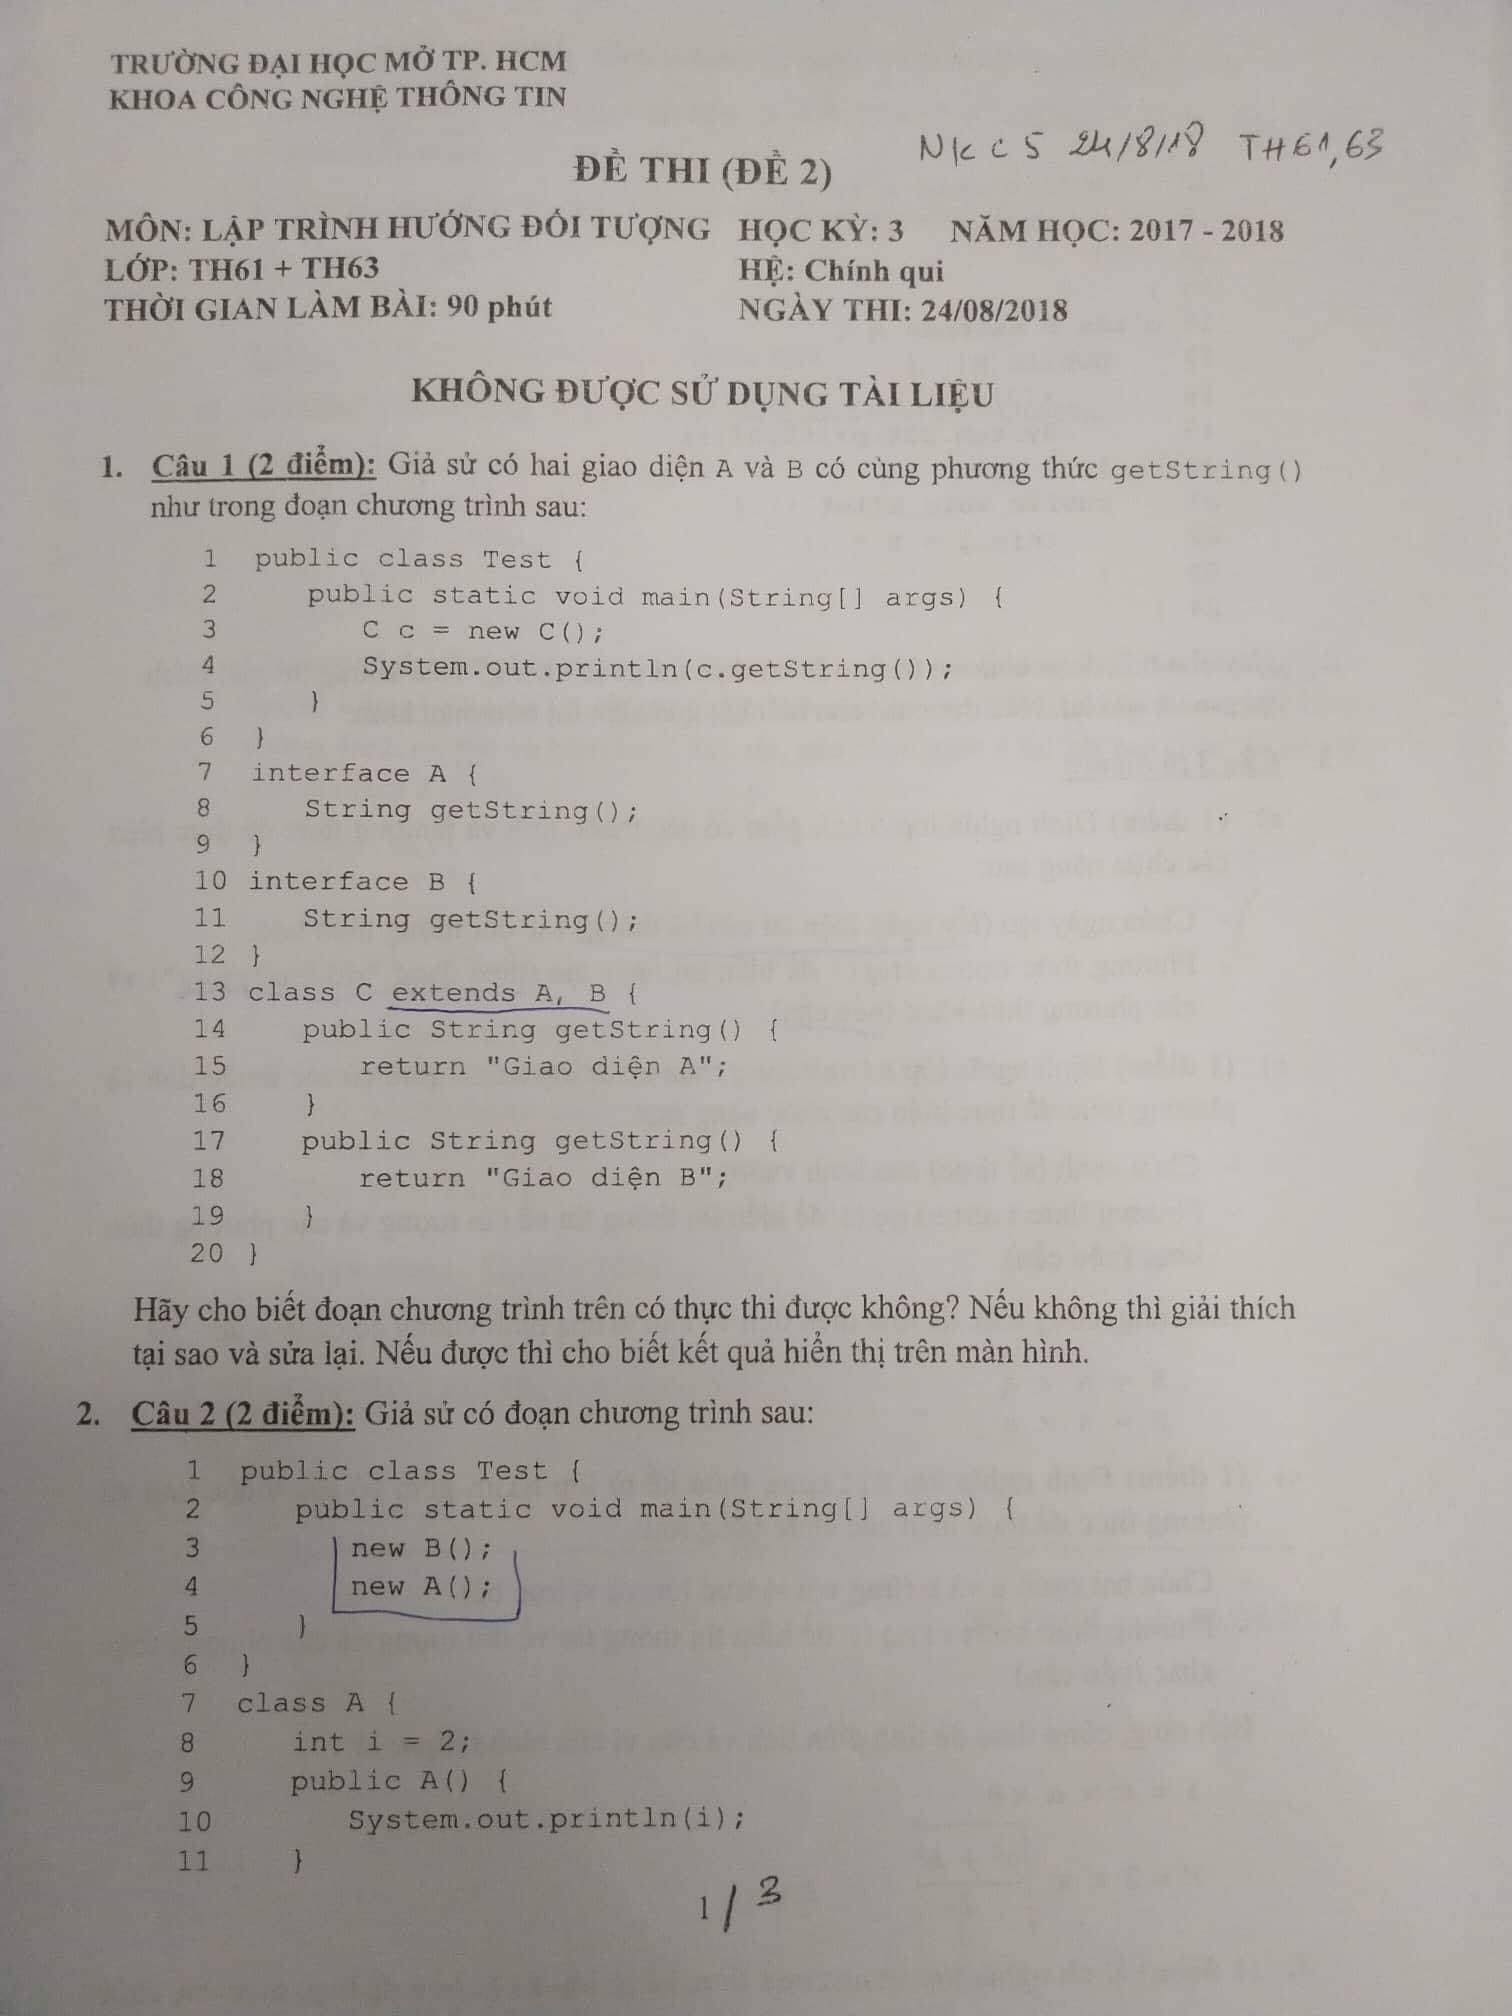 TRƯỜNG ĐẠI HỌC MỞ TP. HCM
KHOA CÔNG NGHỆ THÔNG TIN
NK C5 24/8/18 TH61,63
ĐỀ THI (ĐỀ 2)
MÔN: LẬP TRÌNH HƯỚNG ĐỐI TƯỢNG HỌC KỲ: 3 NĂM HỌC: 2017 - 2018
LỚP: TH61 + TH63 HỆ: Chính qui
THỜI GIAN LÀM BÀI: 90 phút NGÀY THI: 24/08/2018
KHÔNG ĐƯỢC SỬ DỤNG TÀI LIỆU
1. Câu 1 (2 điểm): Giả sử có hai giao diện A và B có cùng phương thức getString()
như trong đoạn chương trình sau:
1 public class Test {
2 public static void main(String[] args) {
3 C c = new C();
4 System.out.println(c.getString());
5 }
6 }
7 interface A {
8 String getString();
9 }
10 interface B {
11 String getString();
12 }
13 class C extends A, B {
14 public String getString() {
15 return "Giao diện A";
16 }
17 public String getString() {
18 return "Giao diện B";
19 }
20 }
Hãy cho biết đoạn chương trình trên có thực thi được không? Nếu không thì giải thích
tại sao và sửa lại. Nếu được thì cho biết kết quả hiển thị trên màn hình.
2. Câu 2 (2 điểm): Giả sử có đoạn chương trình sau:
1 public class Test {
2 public static void main(String[] args) {
3 new B();
4 new A();
5 }
6 }
7 class A {
8 int i = 2;
9 public A() {
10 System.out.println(i);
11 }
1/3